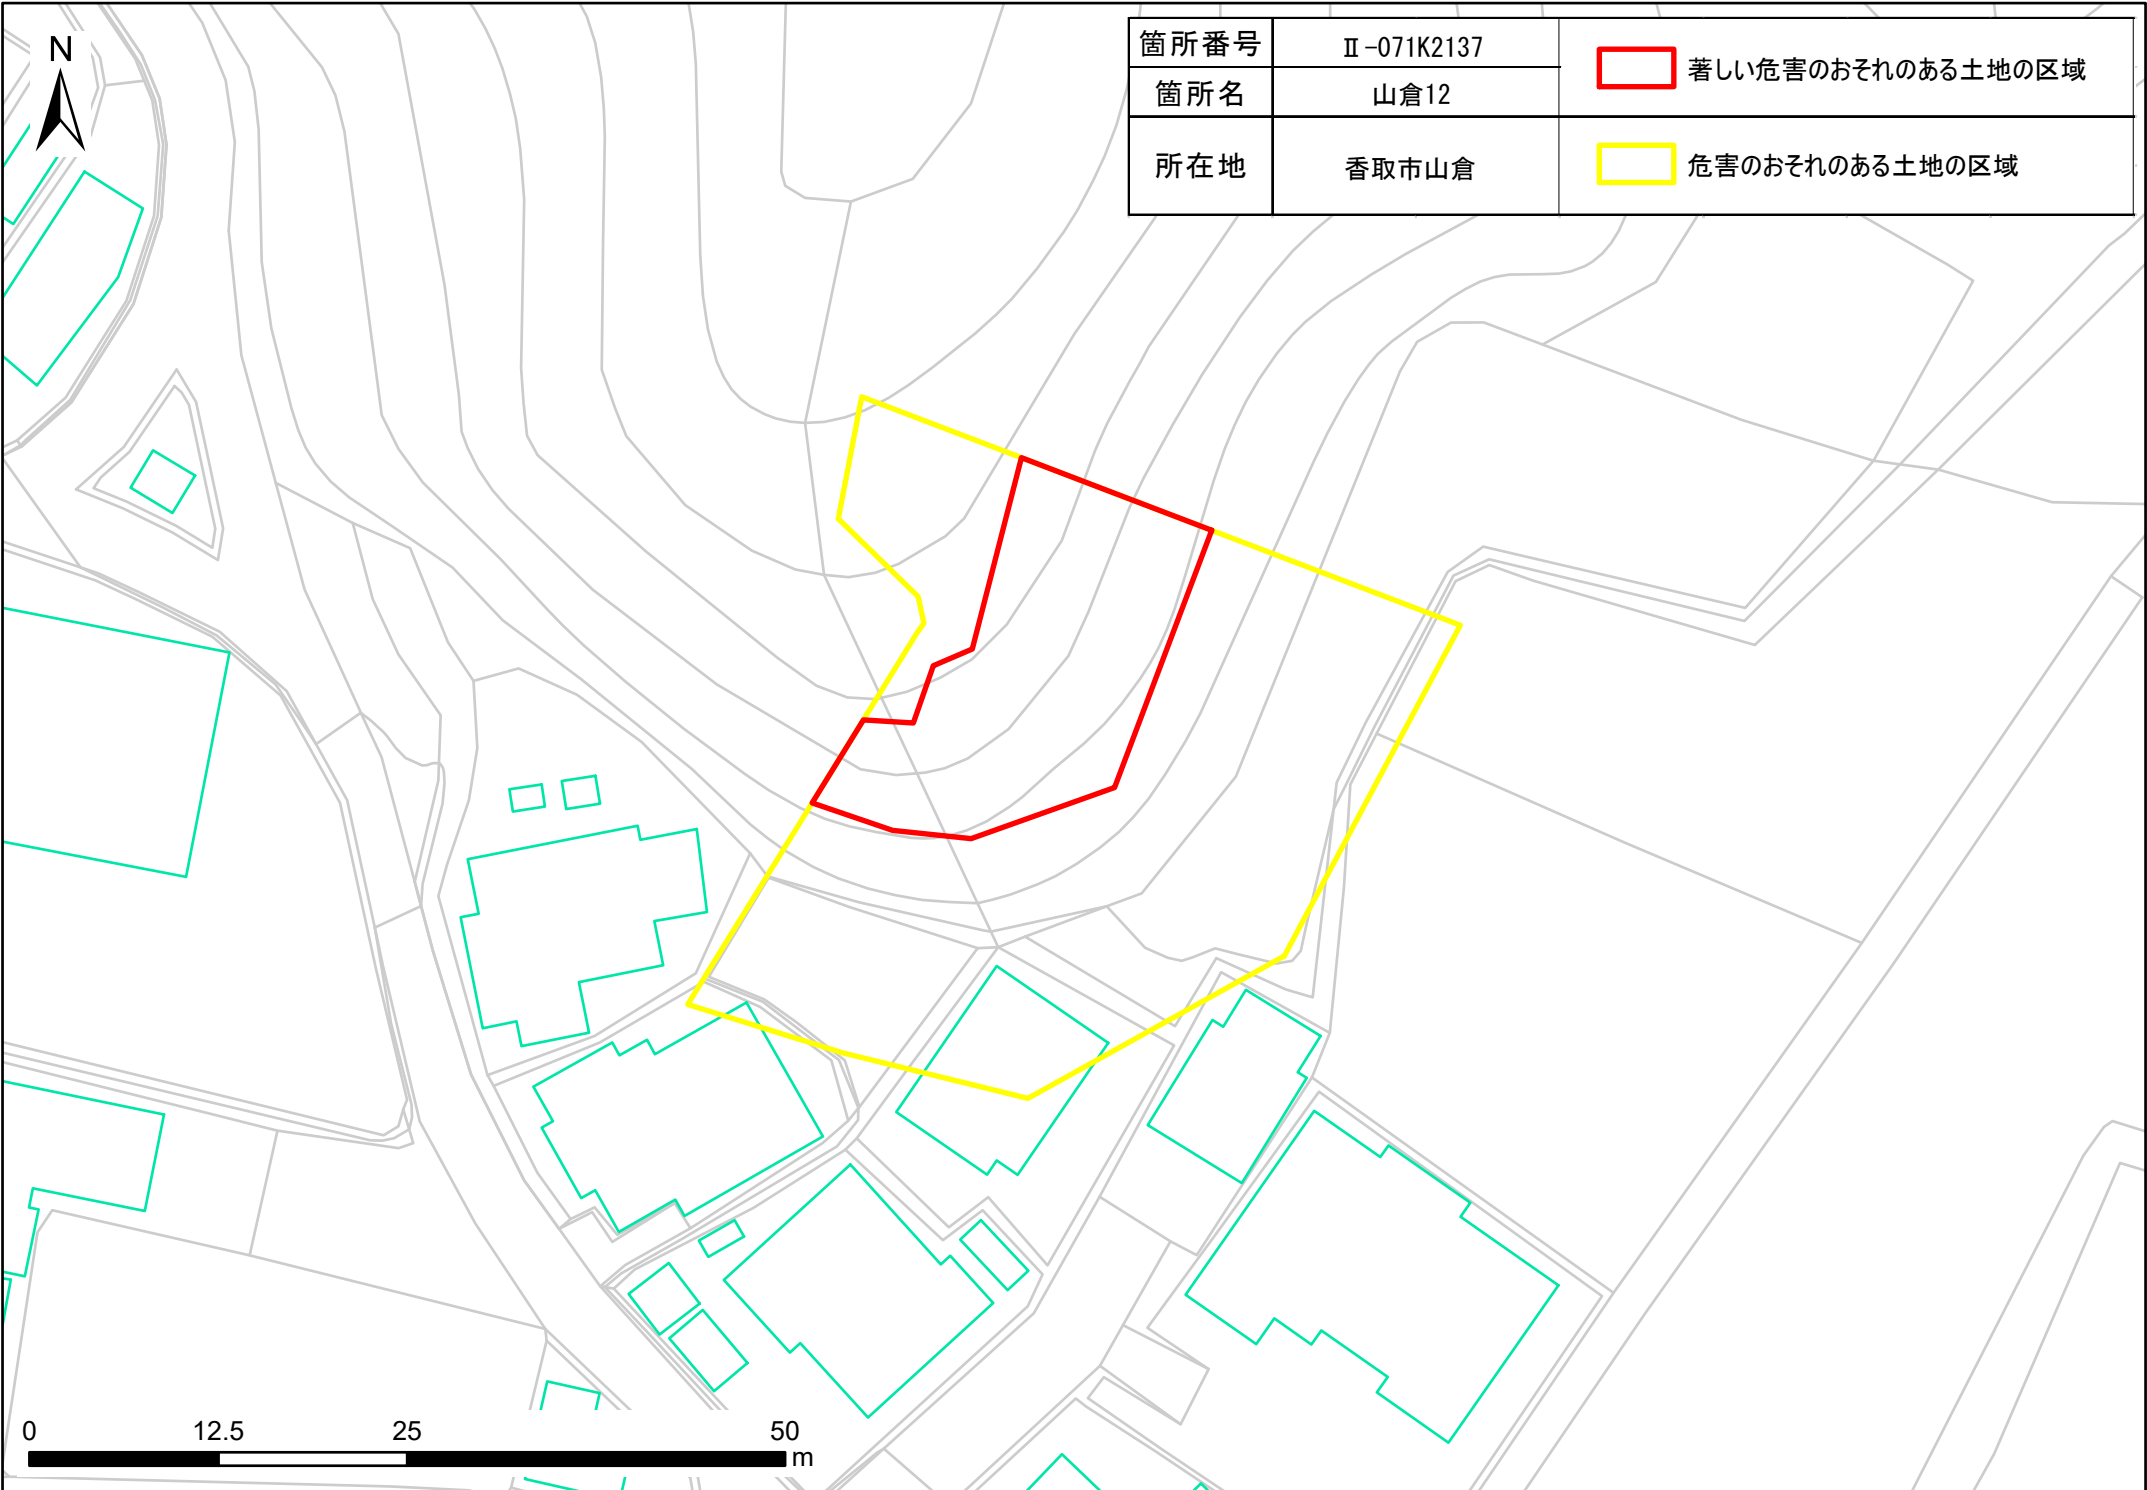 N
箇所番号 Ⅱ-071K2137
箇所名 山倉12
所在地 香取市山倉
著しい危害のおそれのある土地の区域
危害のおそれのある土地の区域
0 12.5 25 50
m